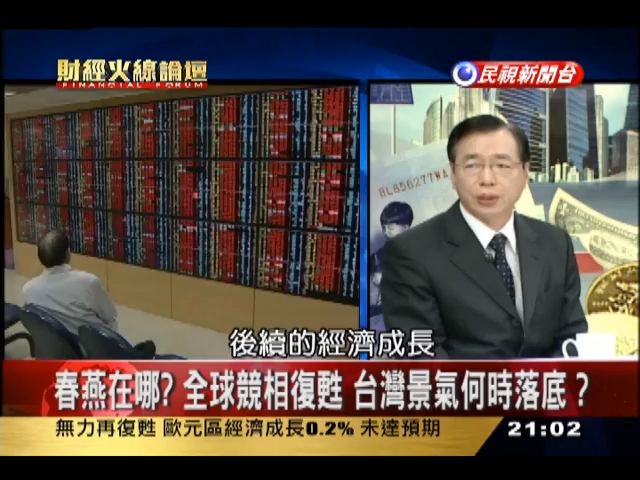 財經火線論壇
FINANCIAL FORUM
民視新聞台
BL856277WA
後續的經濟成長
春燕在哪？全球競相復甦 台灣景氣何時落底？
無力再復甦 歐元區經濟成長0.2% 未達預期
21:02